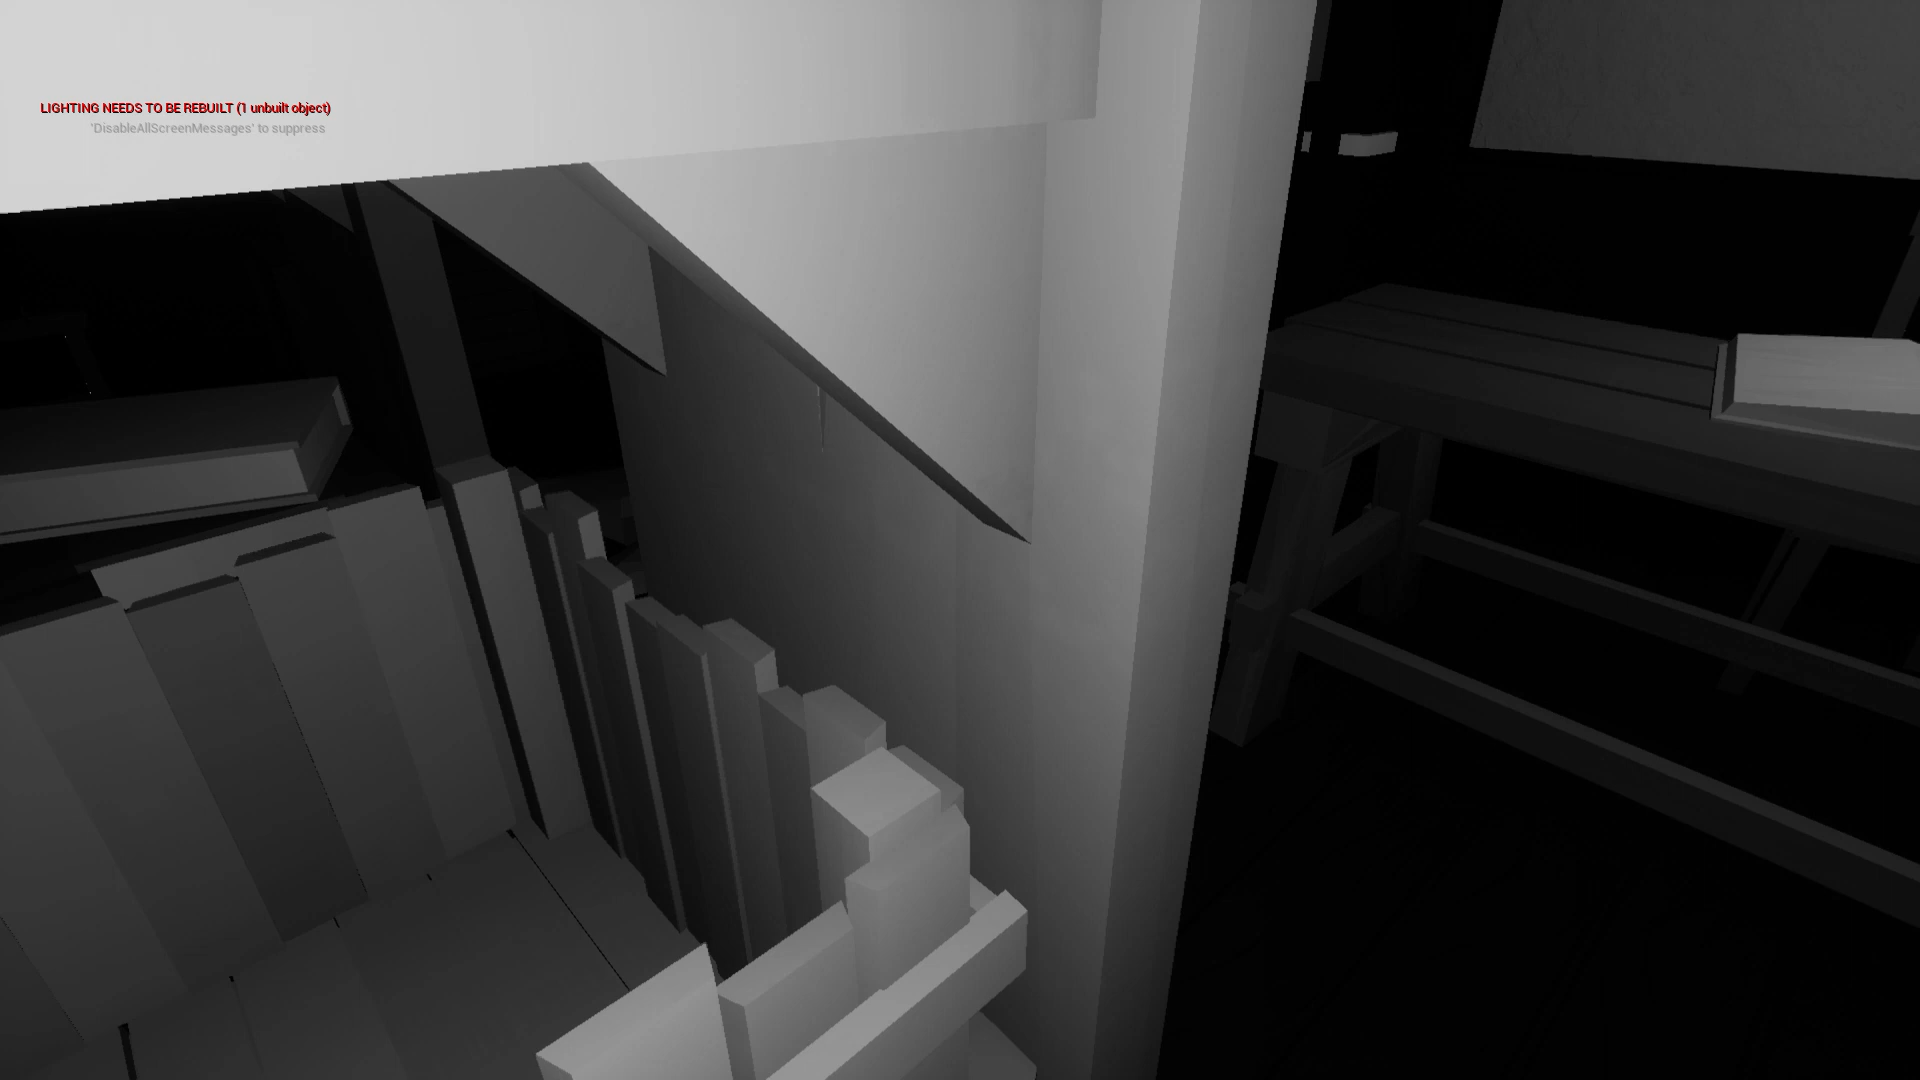 LIGHTING NEEDS TO BE REBUILT (1 unbuilt object)
'DisableAllScreenMessages' to suppress